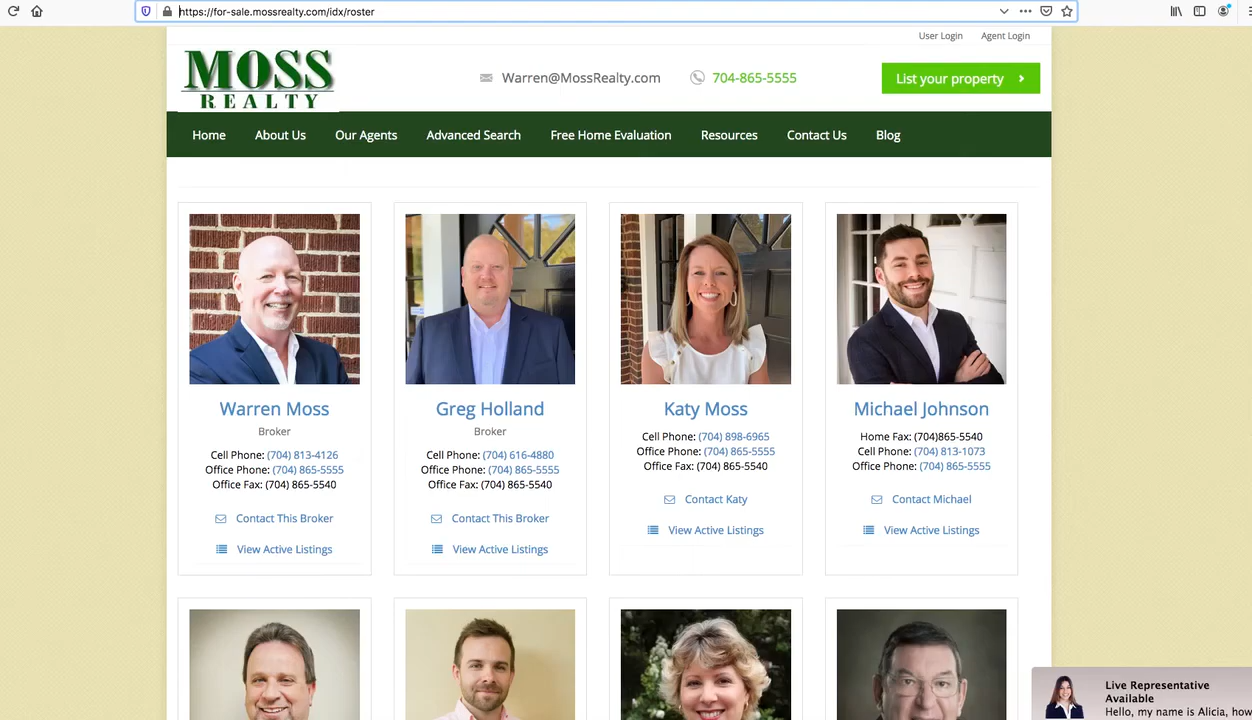 https://for-sale.mossrealty.com/idx/roster
User Login Agent Login
MOSS
REALTY
Warren@MossRealty.com 704-865-5555 List your property
Home About Us Our Agents Advanced Search Free Home Evaluation Resources Contact Us Blog
Warren Moss
Broker
Cell Phone: (704) 813-4126
Office Phone: (704) 865-5555
Office Fax: (704) 865-5540
Contact This Broker
View Active Listings
Greg Holland
Broker
Cell Phone: (704) 616-4880
Office Phone: (704) 865-5555
Office Fax: (704) 865-5540
Contact This Broker
View Active Listings
Katy Moss
Cell Phone: (704) 898-6965
Office Phone: (704) 865-5555
Office Fax: (704) 865-5540
Contact Katy
View Active Listings
Michael Johnson
Home Fax: (704)865-5540
Cell Phone: (704) 813-1073
Office Phone: (704) 865-5555
Contact Michael
View Active Listings
Live Representative
Available
Hello, my name is Alicia, how